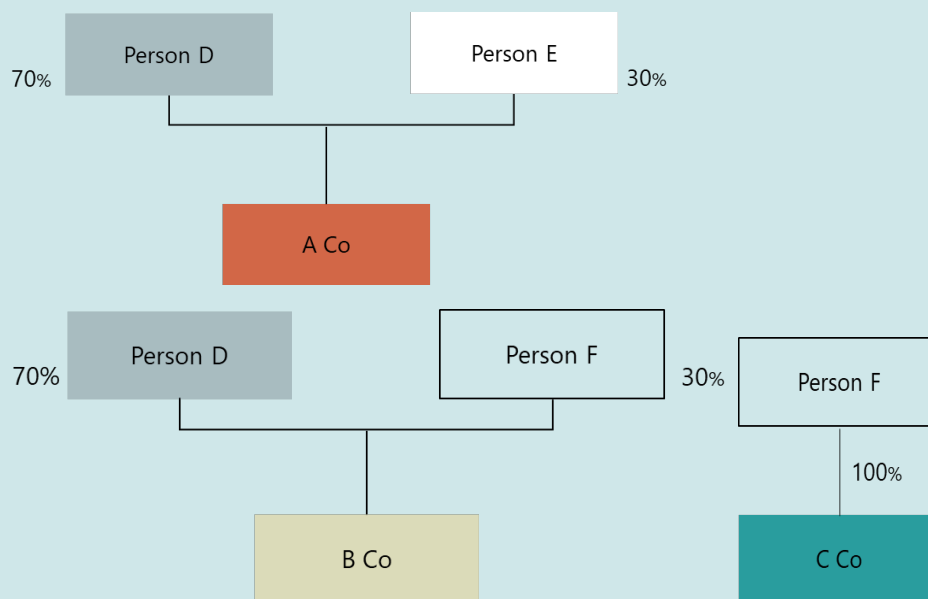 Person D
Person E
70%
30%
A Co
Person D
Person F
70%
30%
Person F
100%
B Co
C Co